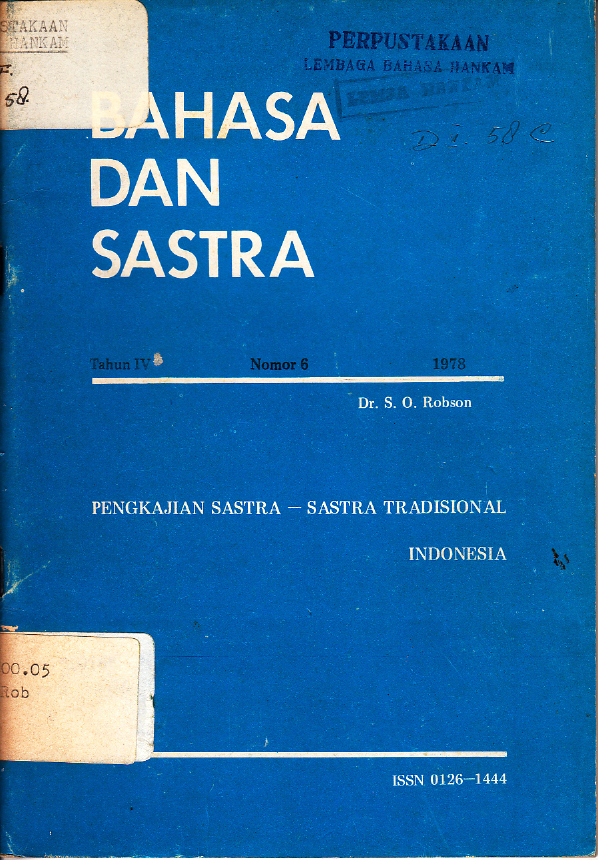 STAKAAN
HANKAM
58.
PERPUSTAKAAN
LEMBAGA BAHASA HANKAM
D I. 58 C
BAHASA
DAN
SASTRA
Tahun IV Nomor 6 1978
Dr. S. O. Robson
PENGKAJIAN SASTRA — SASTRA TRADISIONAL
INDONESIA
00.05
Rob
ISSN 0126—1444